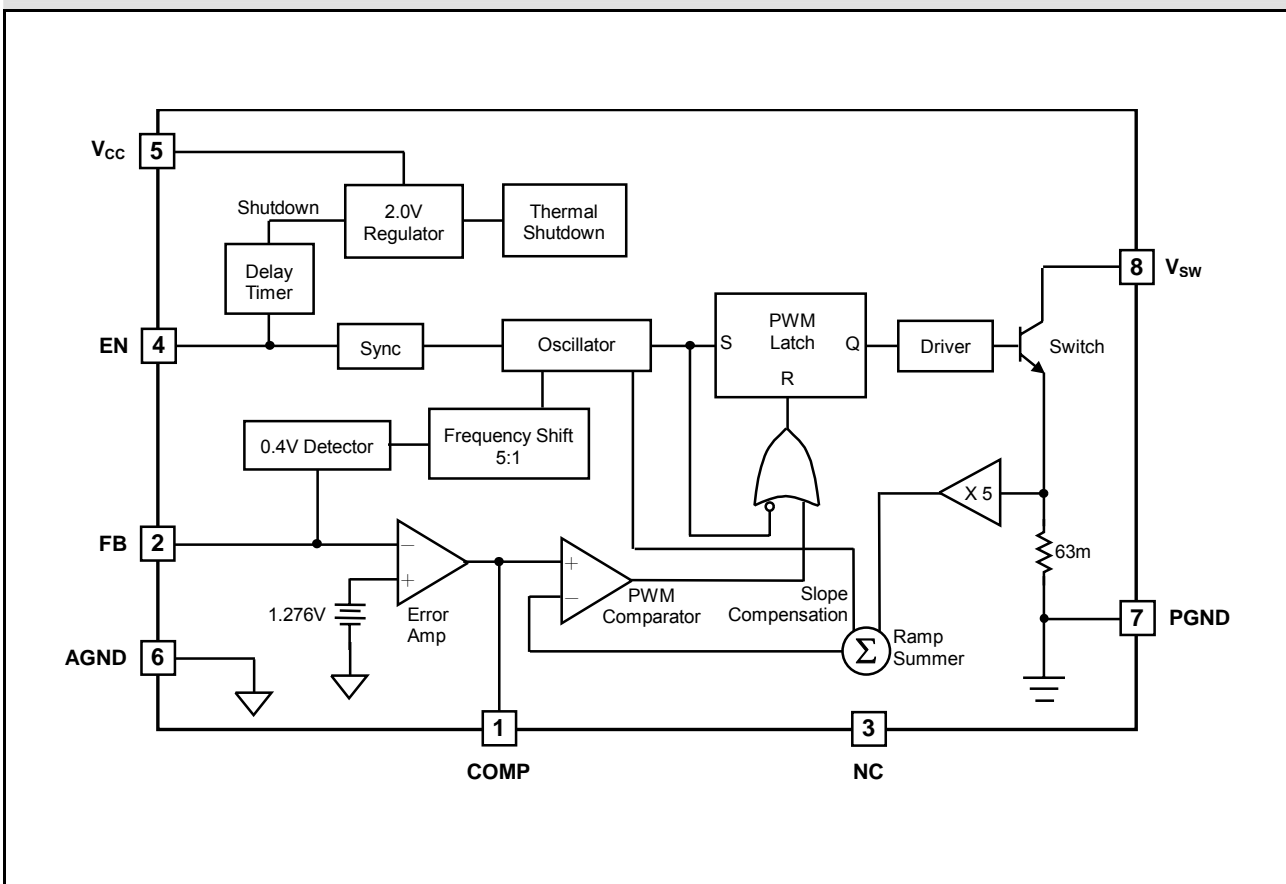 V_CC 5
Shutdown
2.0V
Regulator
Thermal
Shutdown
Delay
Timer
8 V_SW
EN 4
Sync
Oscillator
S
PWM
Latch
Q
R
Driver
Switch
0.4V Detector
Frequency Shift
5:1
X 5
FB 2
−
+
Error
Amp
1.276V
+
−
PWM
Comparator
Slope
Compensation
63m
7 PGND
AGND 6
Σ
Ramp
Summer
1
COMP
3
NC